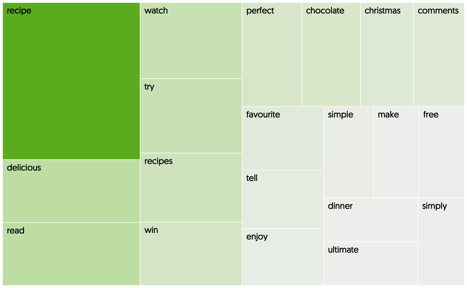 recipe
delicious
read
watch
try
recipes
win
perfect
chocolate
christmas
comments
favourite
tell
enjoy
simple
make
free
dinner
ultimate
simply